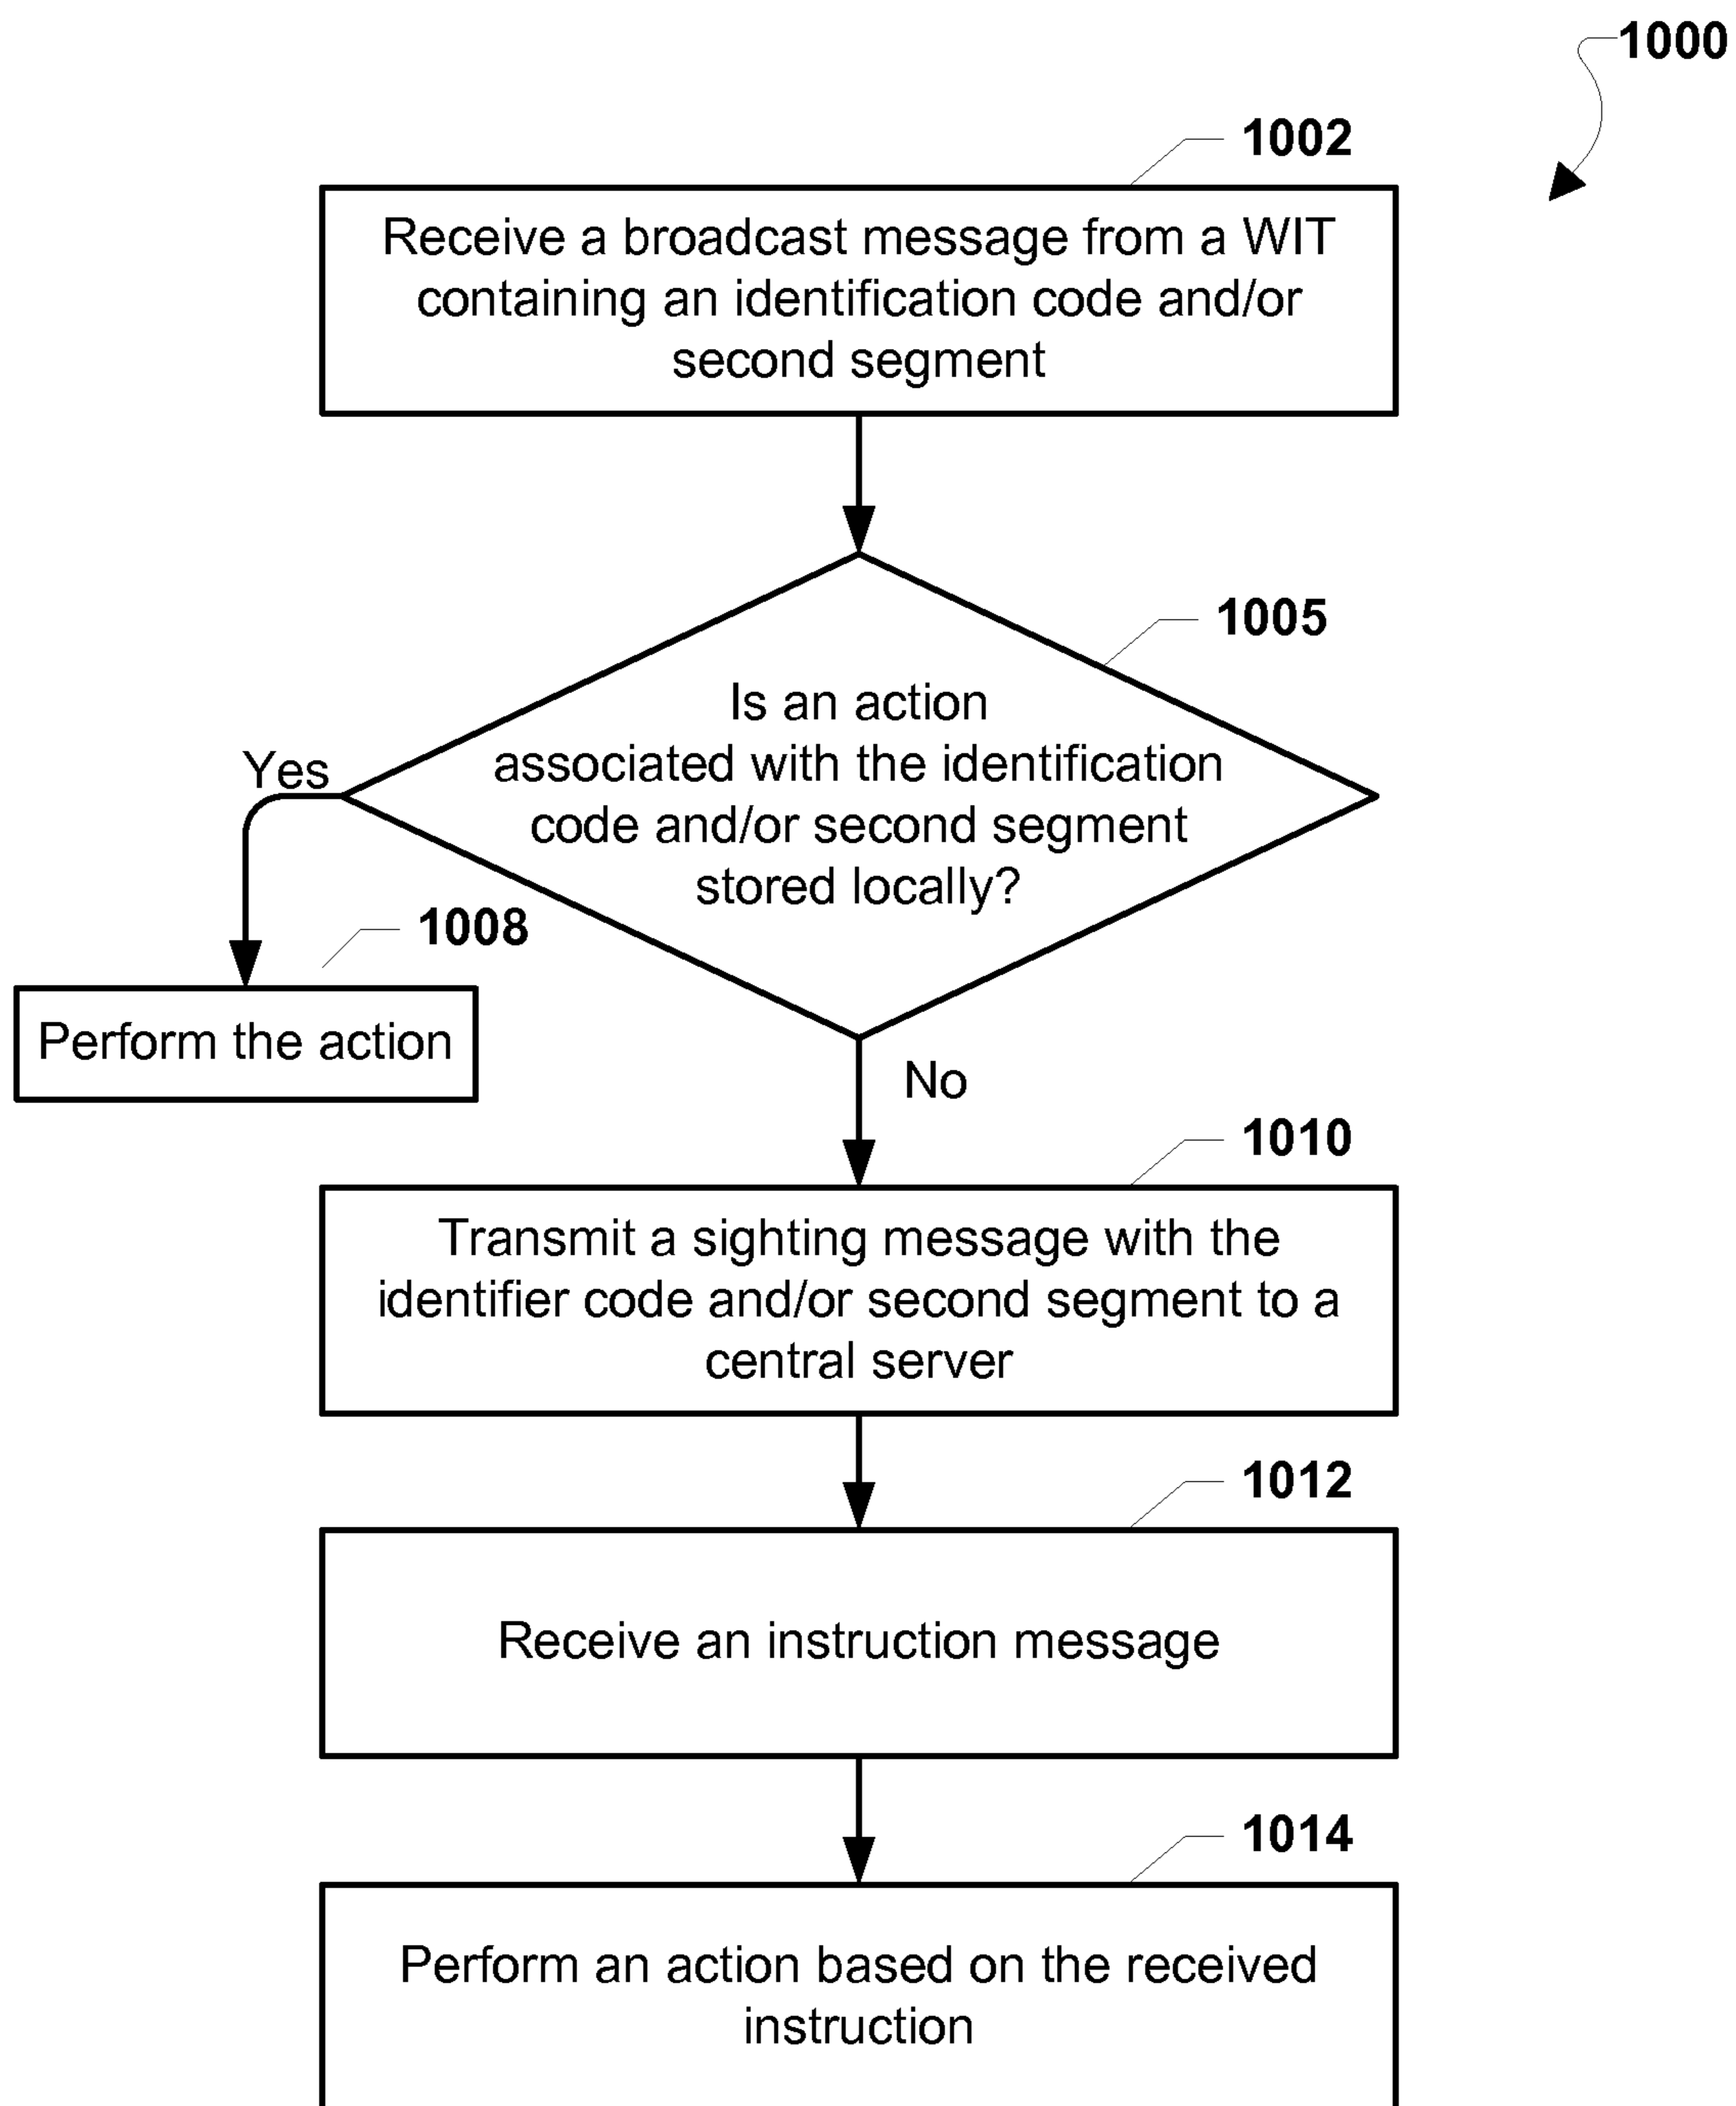 1000
1002
Receive a broadcast message from a WIT
containing an identification code and/or
second segment
1005
Is an action
associated with the identification
code and/or second segment
stored locally?
Yes
1008
Perform the action
No
1010
Transmit a sighting message with the
identifier code and/or second segment to a
central server
1012
Receive an instruction message
1014
Perform an action based on the received
instruction